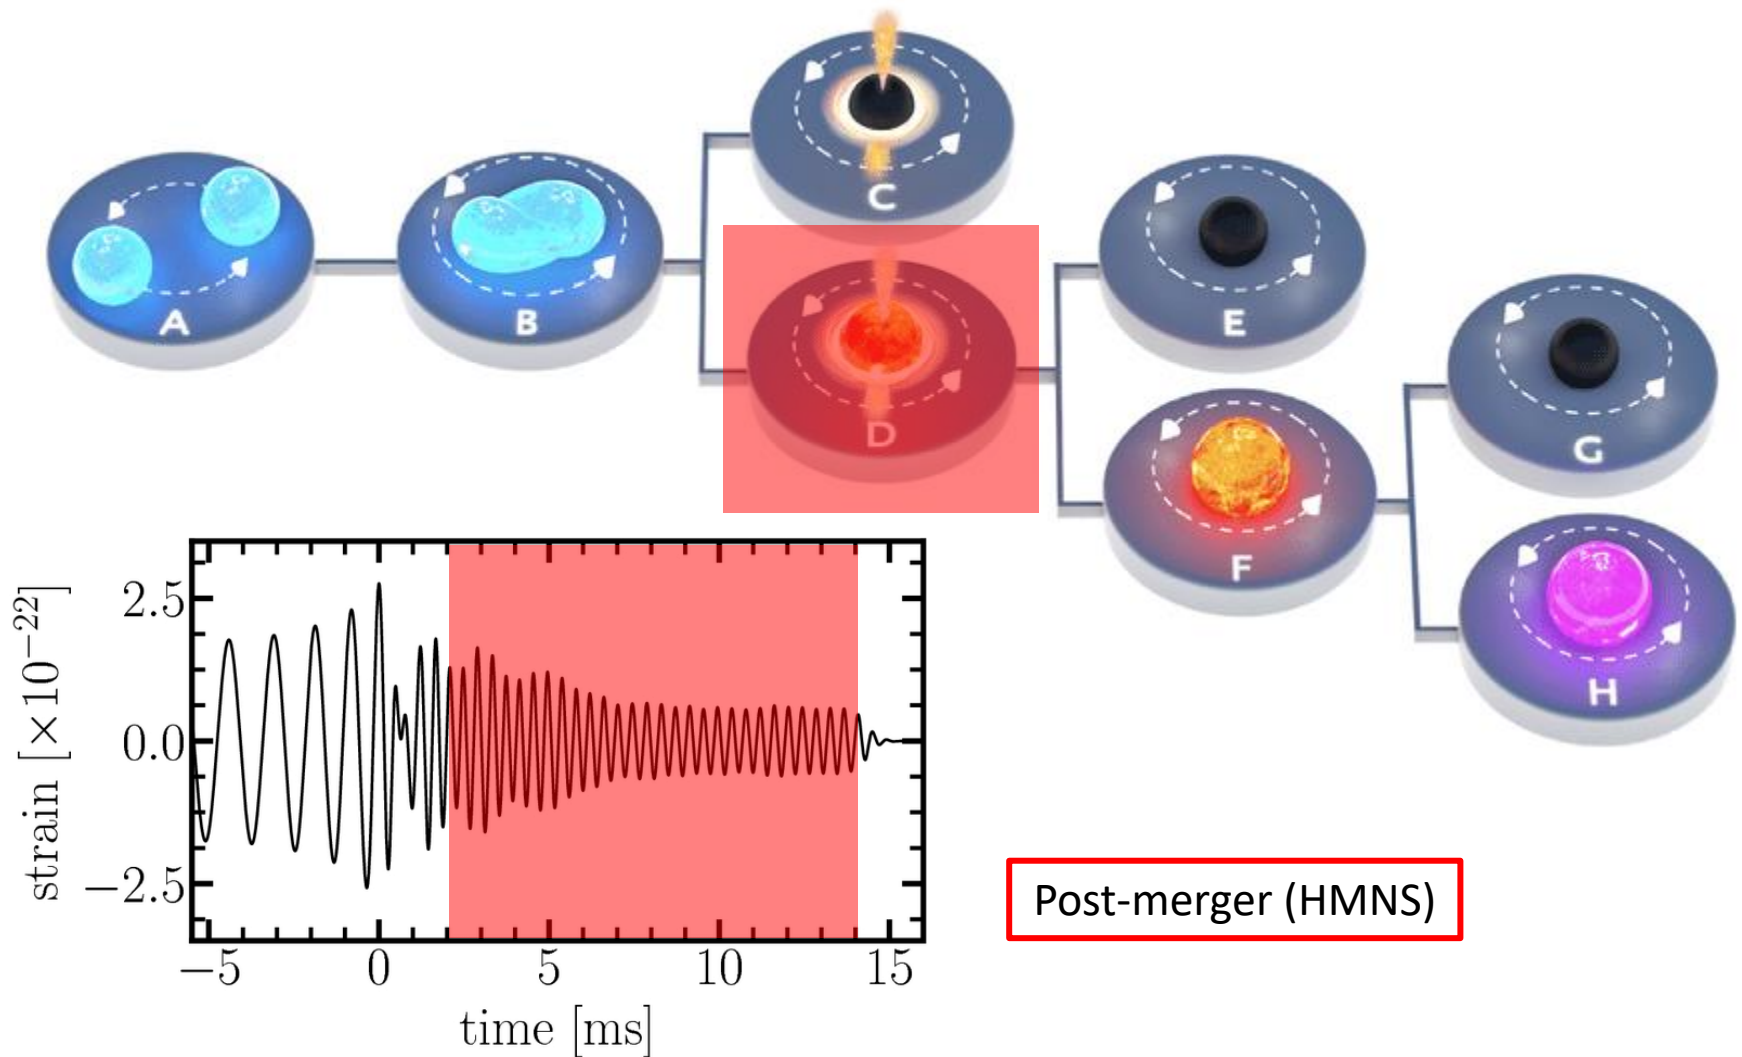 C
A
B
E
D
G
F
H
2.5
0.0
−2.5
strain [×10−22]
−5 0 5 10 15
time [ms]
Post-merger (HMNS)